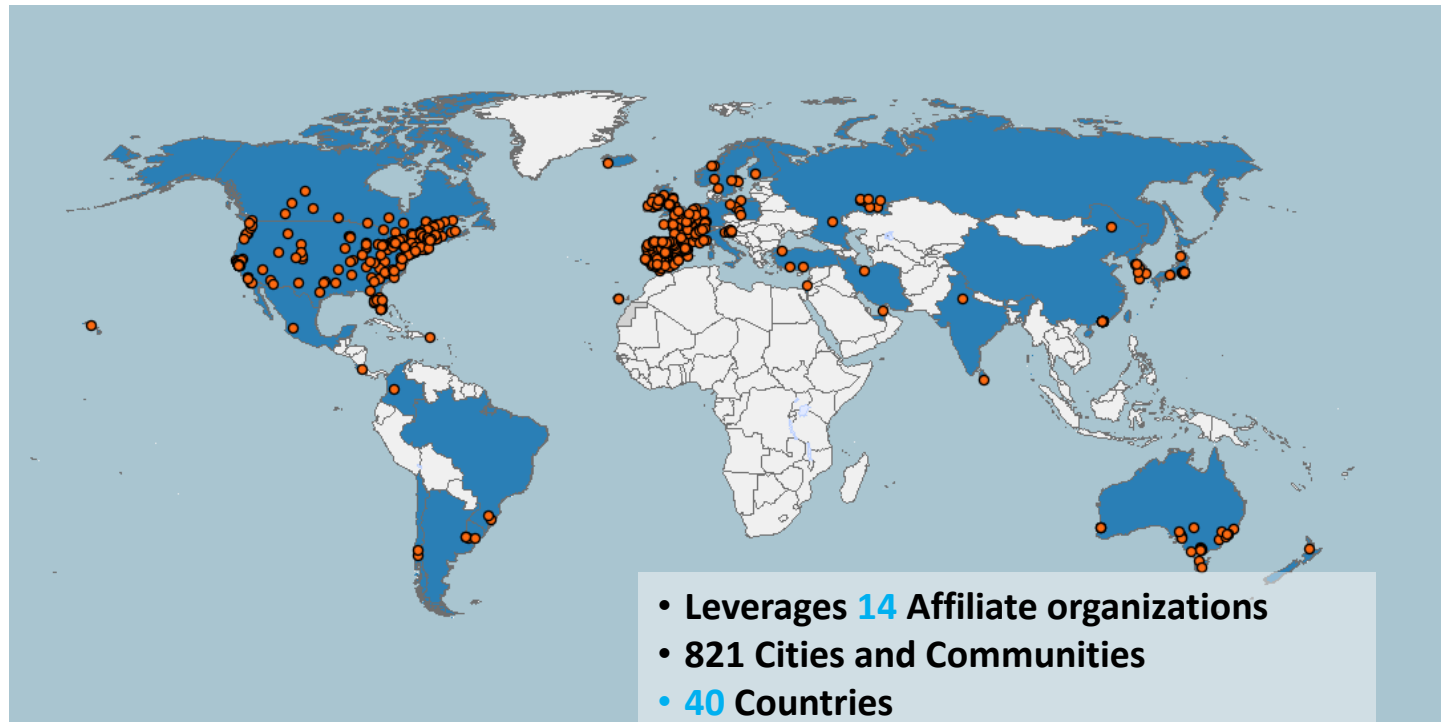 • Leverages 14 Affiliate organizations
• 821 Cities and Communities
• 40 Countries